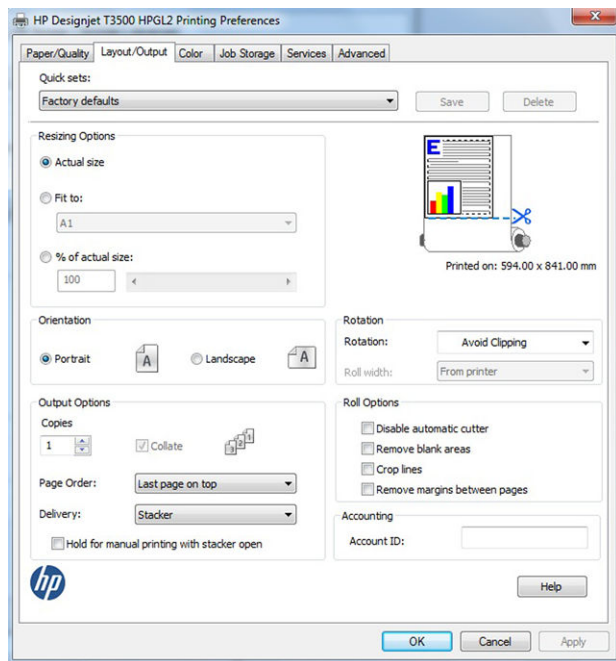 HP Designjet T3500 HPGL2 Printing Preferences
Paper/Quality Layout/Output Color Job Storage Services Advanced
Quick sets:
Factory defaults Save Delete
Resizing Options
Actual size
Fit to:
A1
% of actual size:
100
E
Printed on: 594.00 x 841.00 mm
Orientation
Portrait A Landscape A
Rotation
Rotation: Avoid Clipping
Roll width: From printer
Output Options
Copies
1 Collate 3 2 1
Page Order: Last page on top
Delivery: Stacker
Hold for manual printing with stacker open
Roll Options
Disable automatic cutter
Remove blank areas
Crop lines
Remove margins between pages
Accounting
Account ID:
hp
Help
OK Cancel Apply